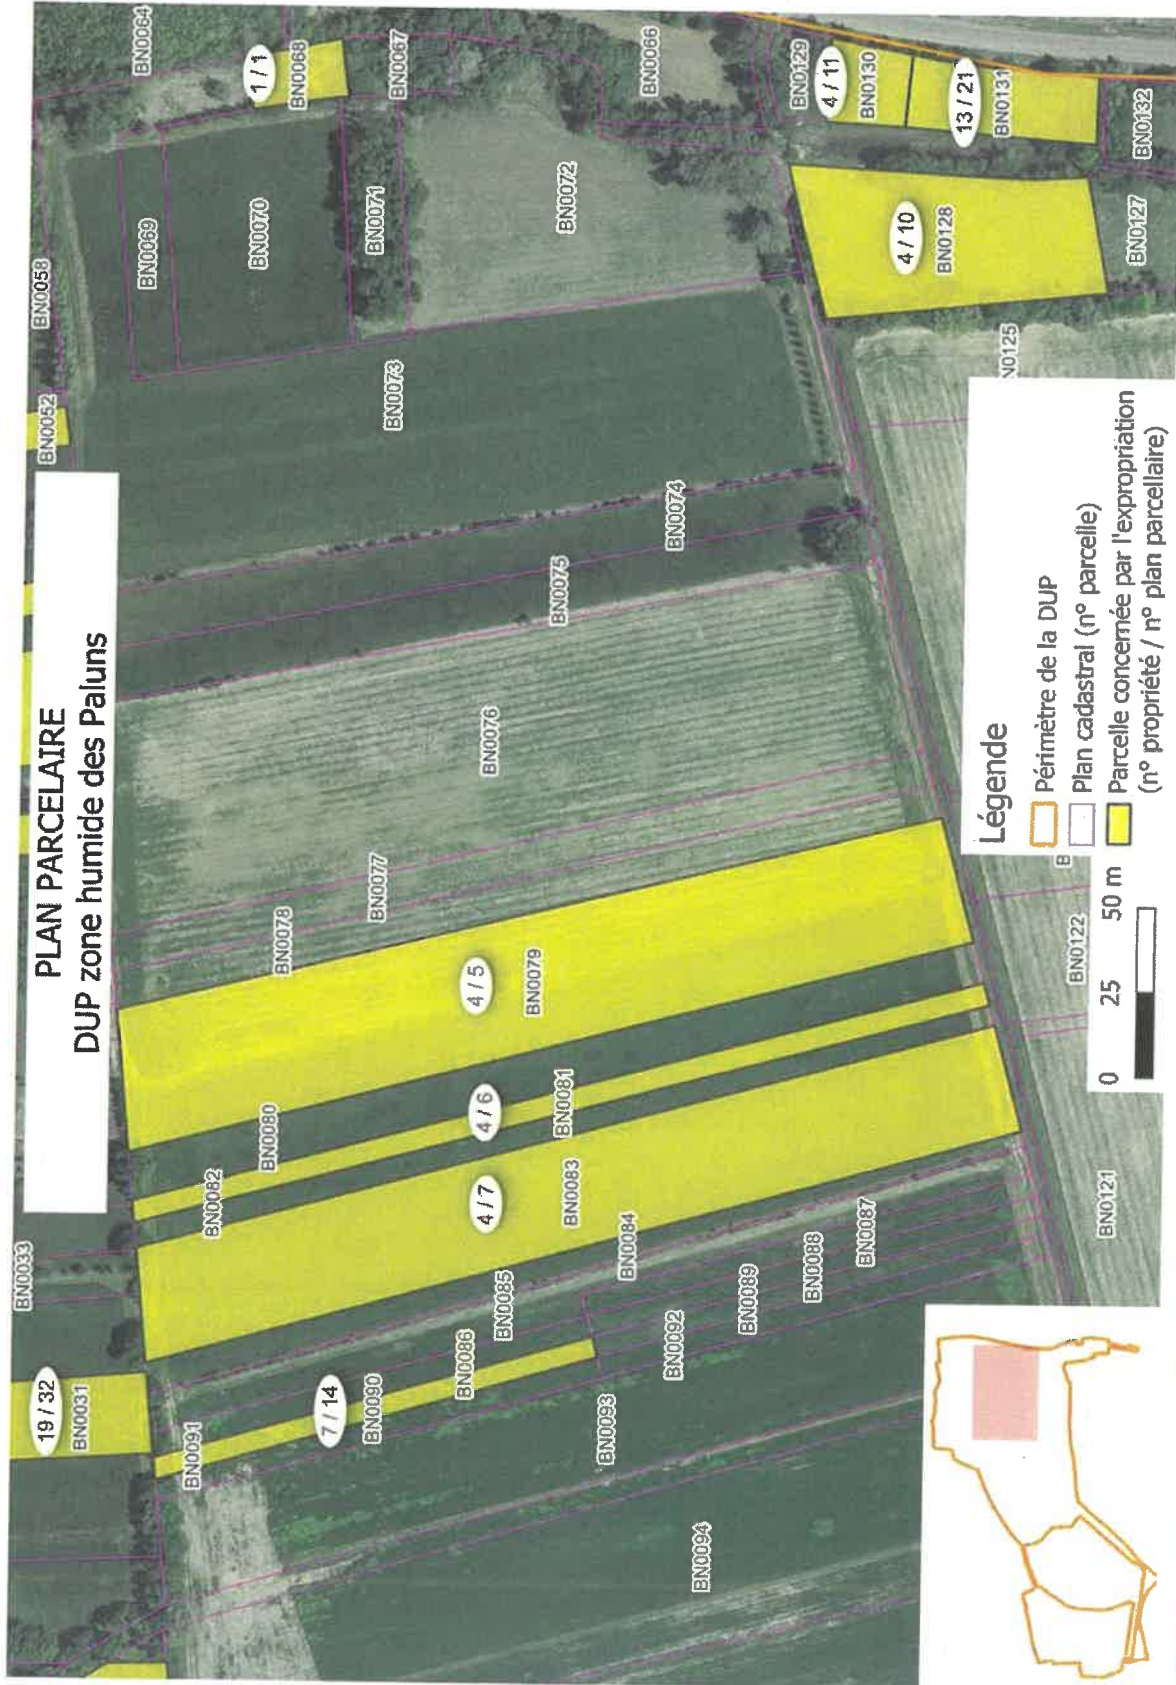 PLAN PARCELAIRE
DUP zone humide des Paluns
BN0033
BN0052
BN0058
BN0064
19 / 32
BN0031
1 / 1
BN0068
BN0067
BN0066
BN0069
BN0070
BN0071
BN0072
BN0073
BN0074
BN0075
BN0076
BN0077
BN0078
4 / 5
BN0079
BN0080
4 / 6
BN0081
BN0082
4 / 7
BN0083
BN0084
BN0085
BN0086
7 / 14
BN0090
BN0091
BN0087
BN0088
BN0089
BN0092
BN0093
BN0094
BN0129
4 / 11
BN0130
13 / 21
BN0131
BN0132
4 / 10
BN0128
BN0127
N0125
BN0122
BN0121
B
Légende
Périmètre de la DUP
Plan cadastral (n° parcelle)
Parcelle concernée par l'expropriation
(n° propriété / n° plan parcellaire)
0 25 50 m